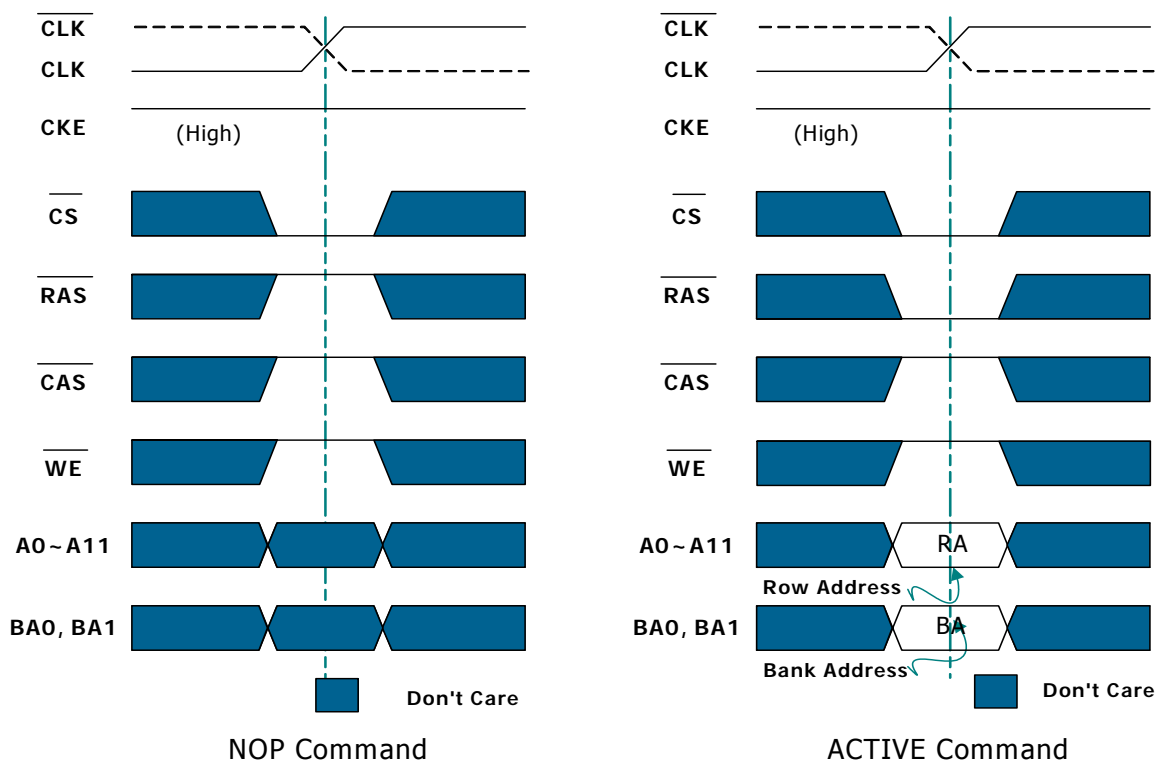 CLK
CLK
CKE
(High)
CS
RAS
CAS
WE
A0~A11
BA0, BA1
Don't Care
NOP Command
CLK
CLK
CKE
(High)
CS
RAS
CAS
WE
A0~A11
RA
Row Address
BA0, BA1
BA
Bank Address
Don't Care
ACTIVE Command